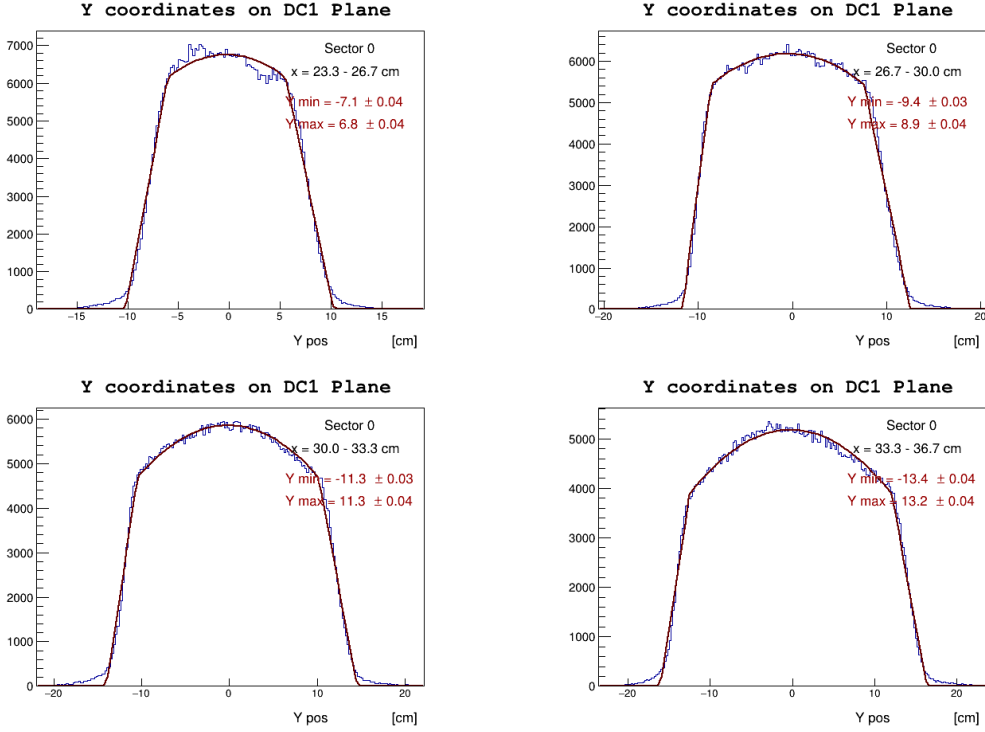 Y coordinates on DC1 Plane
Sector 0
x = 23.3 - 26.7 cm
Y min = -7.1 ± 0.04
Y max = 6.8 ± 0.04
7000
6000
5000
4000
3000
2000
1000
0
−15 −10 −5 0 5 10 15
Y pos [cm]
Y coordinates on DC1 Plane
Sector 0
x = 26.7 - 30.0 cm
Y min = -9.4 ± 0.03
Y max = 8.9 ± 0.04
6000
5000
4000
3000
2000
1000
0
−20 −10 0 10 20
Y pos [cm]
Y coordinates on DC1 Plane
Sector 0
x = 30.0 - 33.3 cm
Y min = -11.3 ± 0.03
Y max = 11.3 ± 0.04
6000
5000
4000
3000
2000
1000
0
−20 −10 0 10 20
Y pos [cm]
Y coordinates on DC1 Plane
Sector 0
x = 33.3 - 36.7 cm
Y min = -13.4 ± 0.04
Y max = 13.2 ± 0.04
5000
4000
3000
2000
1000
0
−20 −10 0 10 20
Y pos [cm]